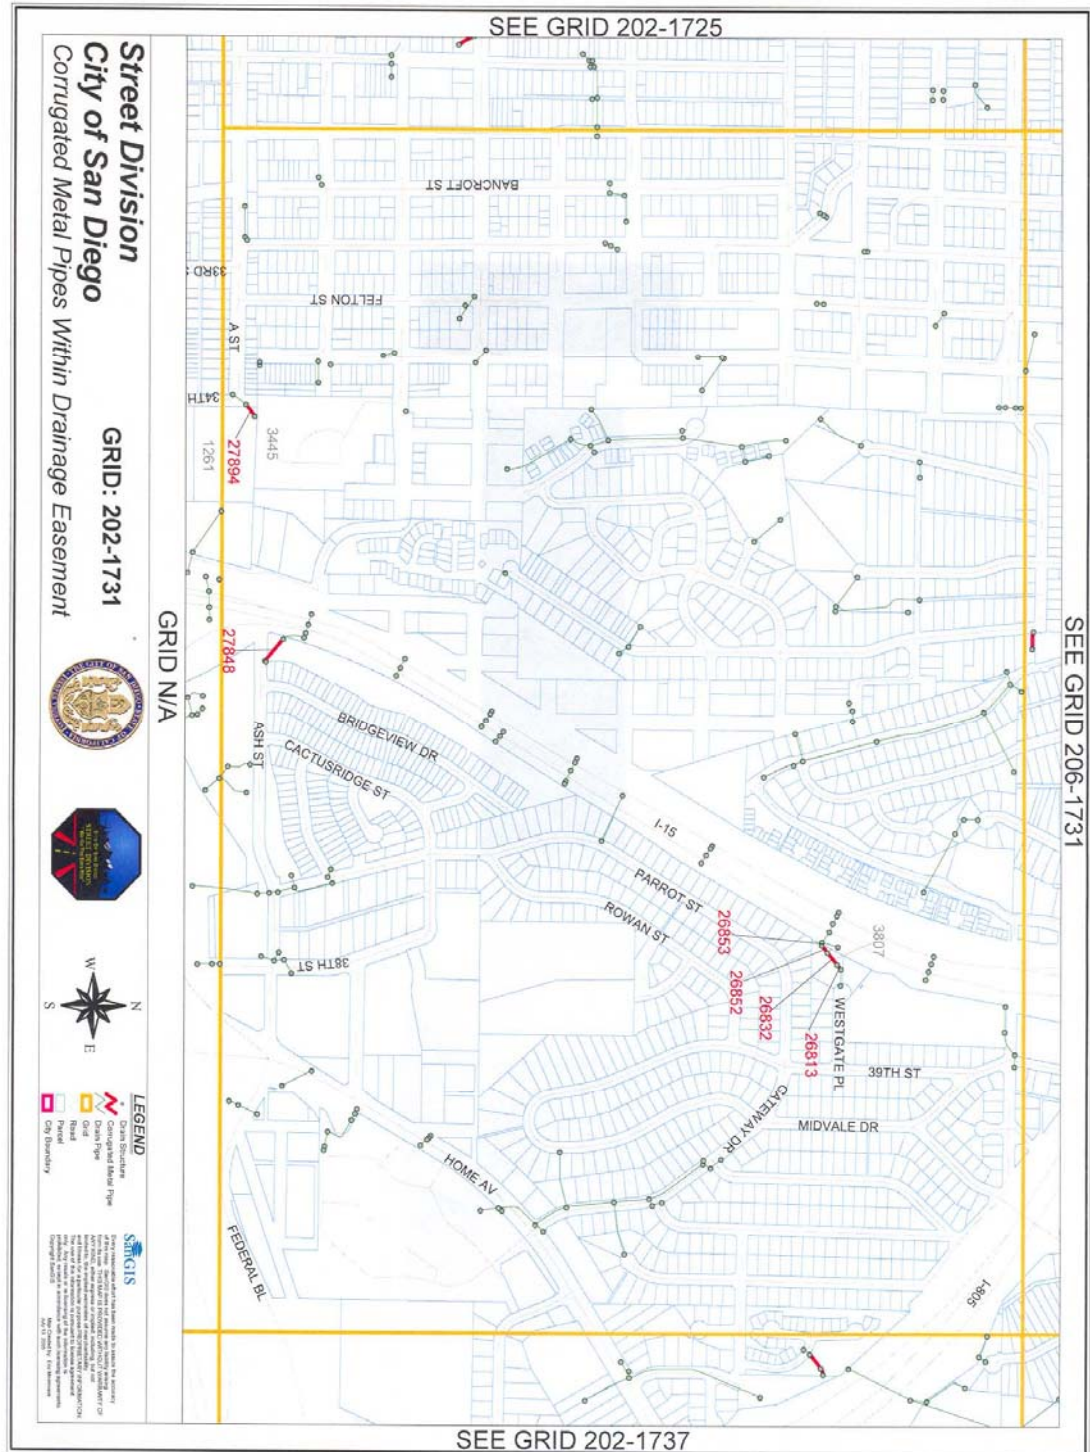 SEE GRID 202-1725
SEE GRID 206-1731
SEE GRID 202-1737
GRID N/A
BANCROFT ST
33RD
FELTON ST
A ST
34TH
3445
1261
27894
27848
ASH ST
BRIDGEVIEW DR
CACTUSRIDGE ST
I-15
PARROT ST
ROWAN ST
38TH ST
3807
26853
26852
26832
26813
WESTGATE PL
39TH ST
GATEWAY DR
MIDVALE DR
HOME AV
FEDERAL BL
I-805
Street Division
City of San Diego
Corrugated Metal Pipes Within Drainage Easement
GRID: 202-1731
N
W
E
S
LEGEND
Drain Structure
Corrugated Metal Pipe
Drain Pipe
Grid
Road
Parcel
City Boundary
SanGIS